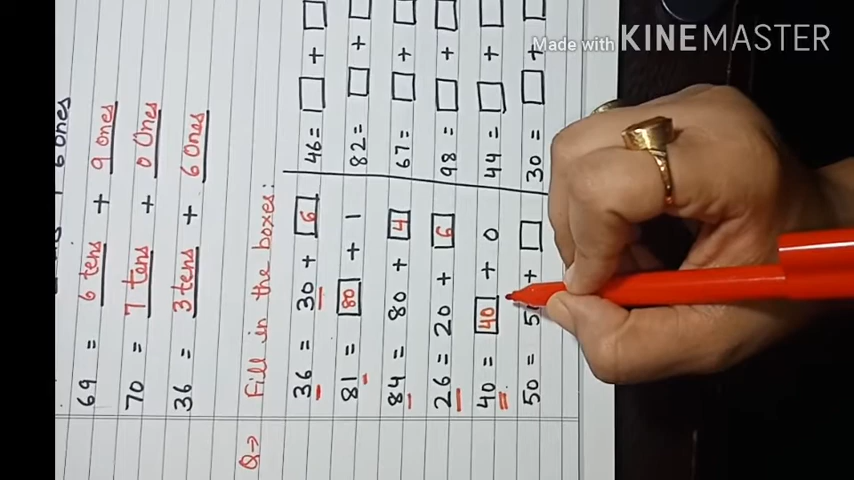 6 ones
69 = 6 tens + 9 ones
70 = 7 tens + 0 Ones
36 = 3 tens + 6 Ones
Q→ Fill in the boxes:
36 = 30 + 6
81 = 80 + 1
84 = 80 + 4
26 = 20 + 6
40 = 40 + 0
50 = 50 + □
46 = □ + □
82 = □ + □
67 = □ + □
98 = □ + □
44 = □ + □
30 = □ + □
Made with KINEMASTER